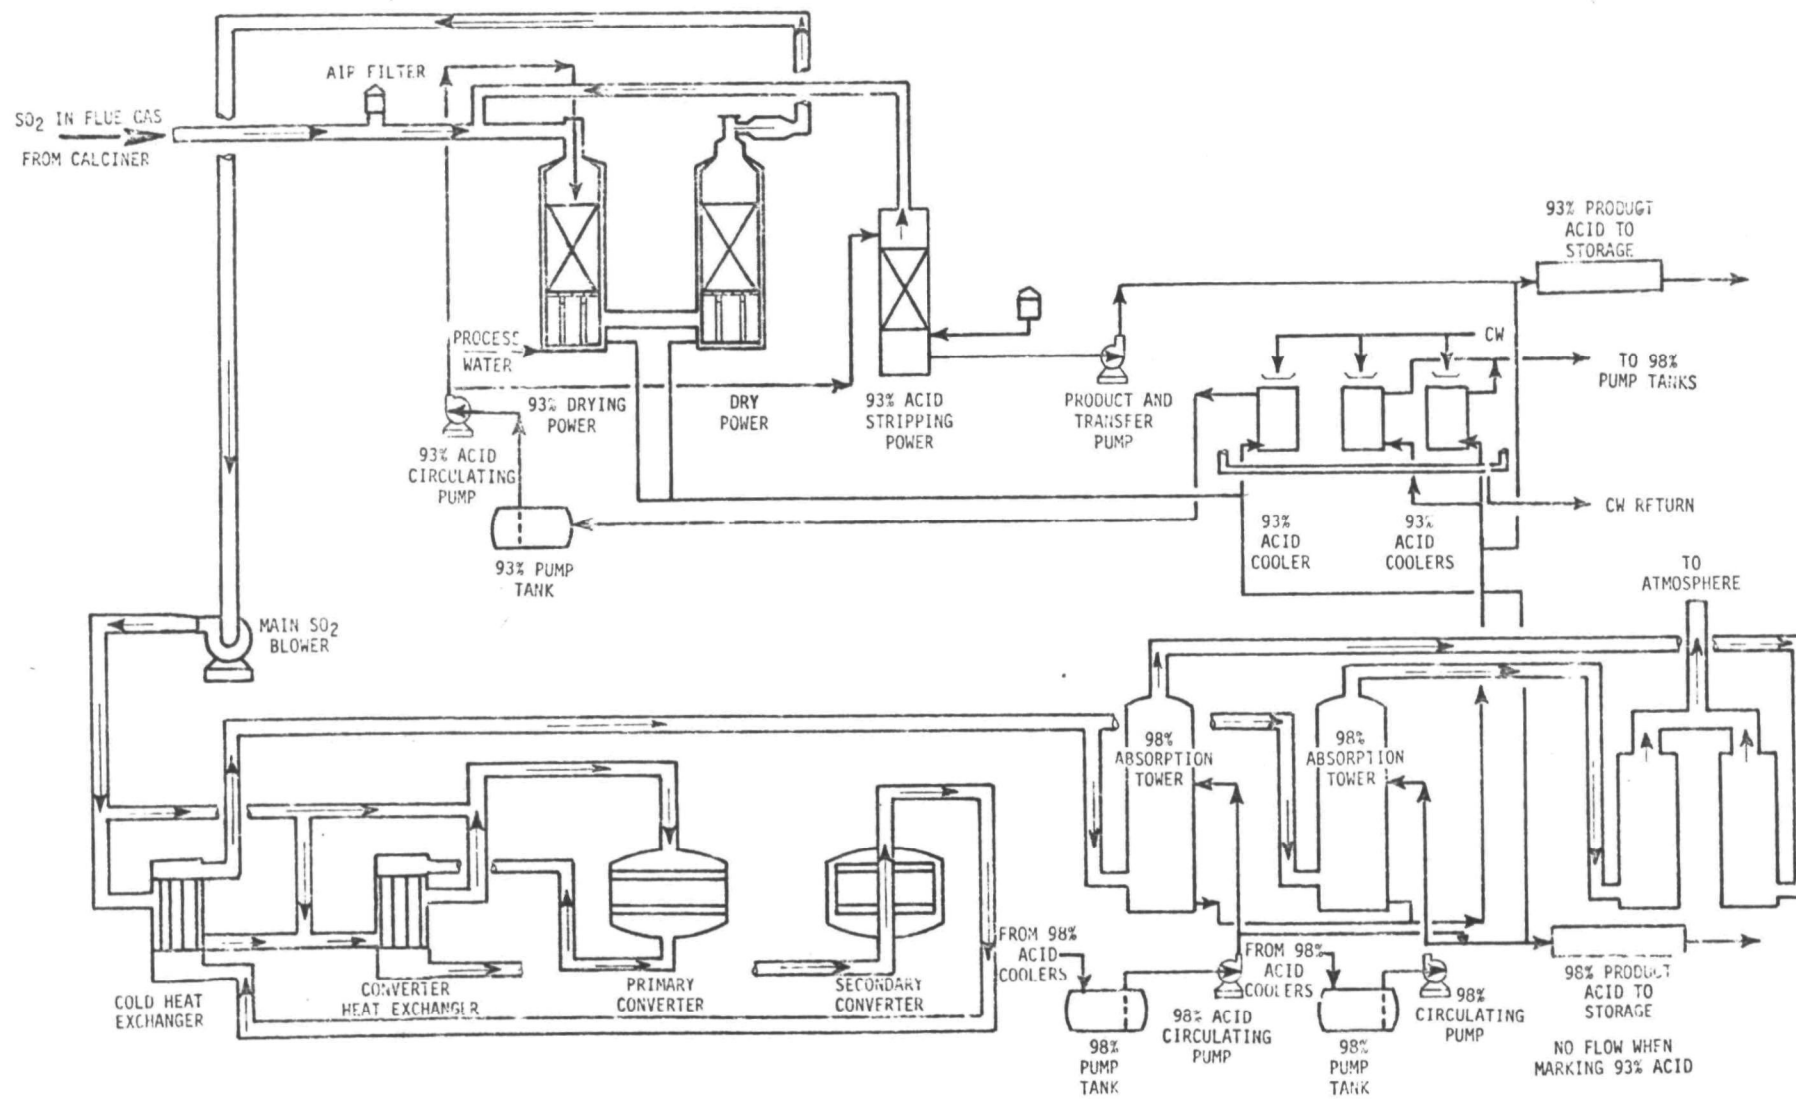 AIP FILTER
SO2 IN FLUE GAS
FROM CALCINER
93% PRODUGT
ACID TO
STORAGE
PROCESS
WATER
CW
TO 98%
PUMP TANKS
93% DRYING
POWER
DRY
POWER
93% ACID
STRIPPING
POWER
PRODUCT AND
TRANSFER
PUMP
93% ACID
CIRCULATING
PUMP
CW RETURN
93%
ACID
COOLER
93%
ACID
COOLERS
93% PUMP
TANK
TO
ATMOSPHERE
MAIN SO2
BLOWER
98%
ABSORPTION
TOWER
98%
ABSORPTION
TOWER
FROM 98%
ACID
COOLERS
FROM 98%
ACID
COOLERS
COLD HEAT
EXCHANGER
CONVERTER
HEAT EXCHANGER
PRIMARY
CONVERTER
SECONDARY
CONVERTER
98% PRODUCT
ACID TO
STORAGE
98% ACID
CIRCULATING
PUMP
98%
CIRCULATING
PUMP
98%
PUMP
TANK
98%
PUMP
TANK
NO FLOW WHEN
MARKING 93% ACID